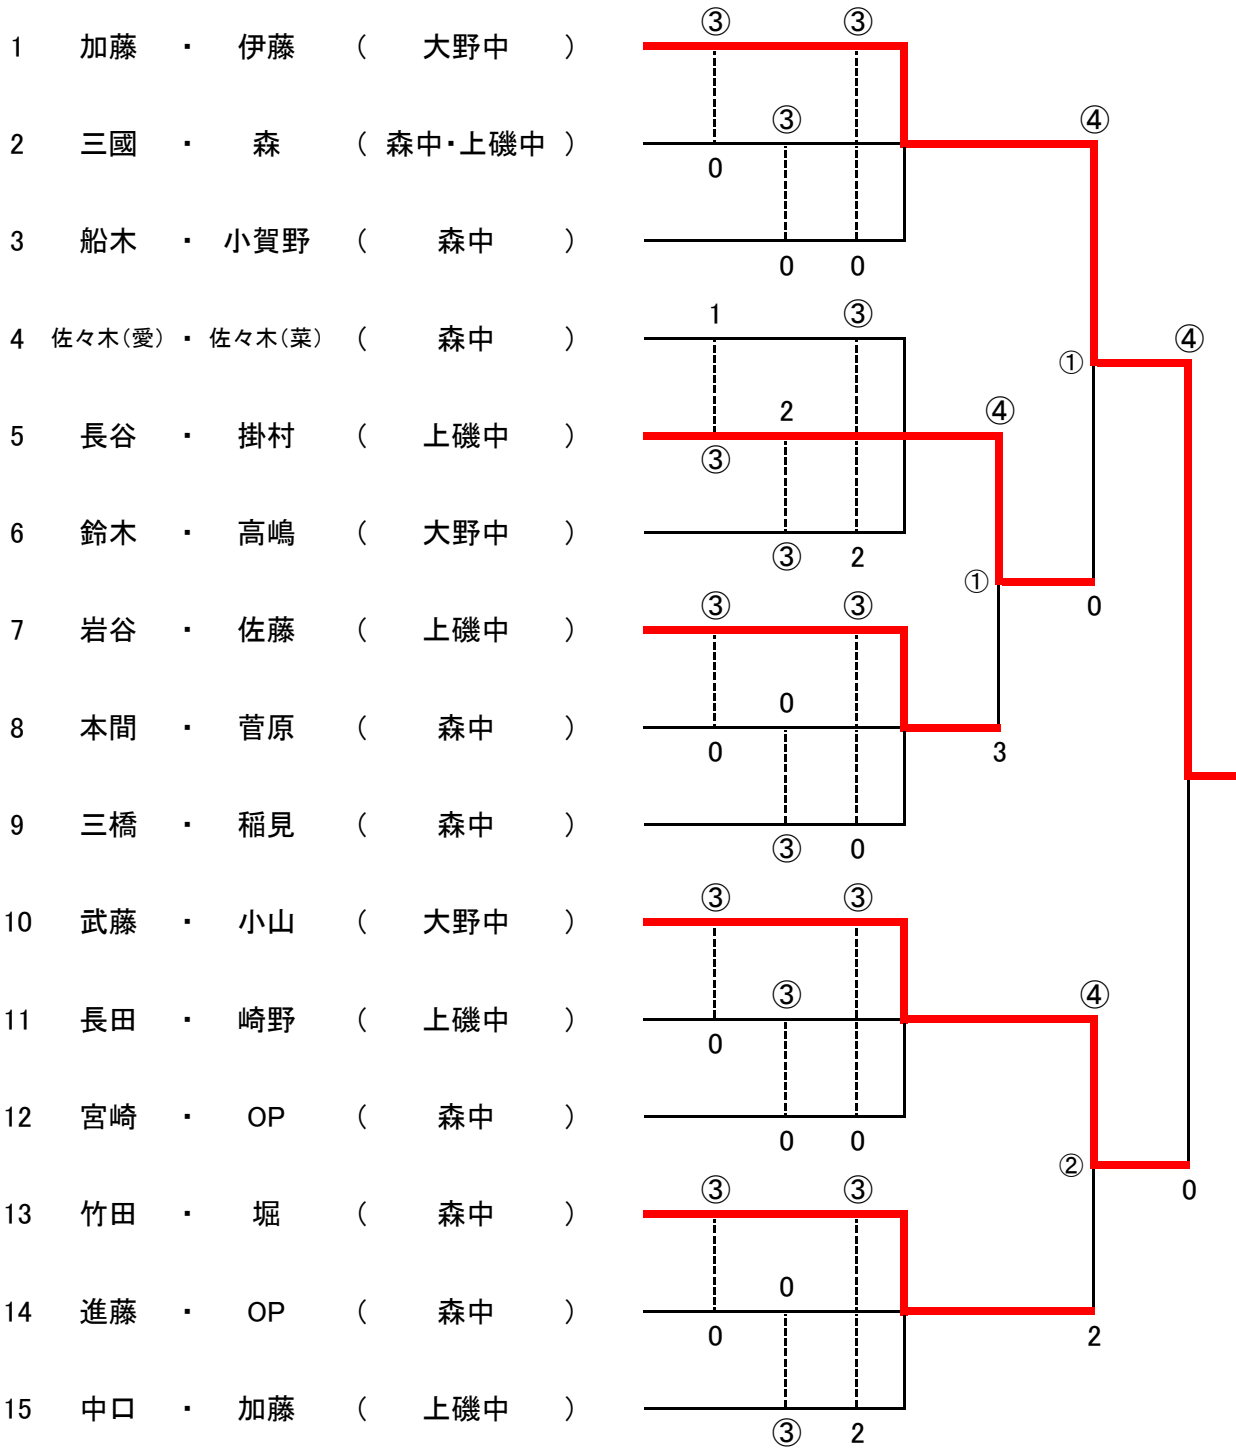 ③ ③
1 加藤 ・ 伊藤 ( 大野中 )
③ ④
2 三國 ・ 森 ( 森中・上磯中 )
0
3 船木 ・ 小賀野 ( 森中 )
0 0
1 ③
4 佐々木(愛) ・ 佐々木(菜) ( 森中 ) ④
①
2 ④
5 長谷 ・ 掛村 ( 上磯中 )
③
6 鈴木 ・ 高嶋 ( 大野中 )
③ 2
①
③ ③ 0
7 岩谷 ・ 佐藤 ( 上磯中 )
0
8 本間 ・ 菅原 ( 森中 )
0 3
9 三橋 ・ 稲見 ( 森中 )
③ 0
③ ③
10 武藤 ・ 小山 ( 大野中 )
③ ④
11 長田 ・ 崎野 ( 上磯中 )
0
12 宮崎 ・ OP ( 森中 )
0 0
②
③ ③ 0
13 竹田 ・ 堀 ( 森中 )
0
14 進藤 ・ OP ( 森中 )
0 2
15 中口 ・ 加藤 ( 上磯中 )
③ 2